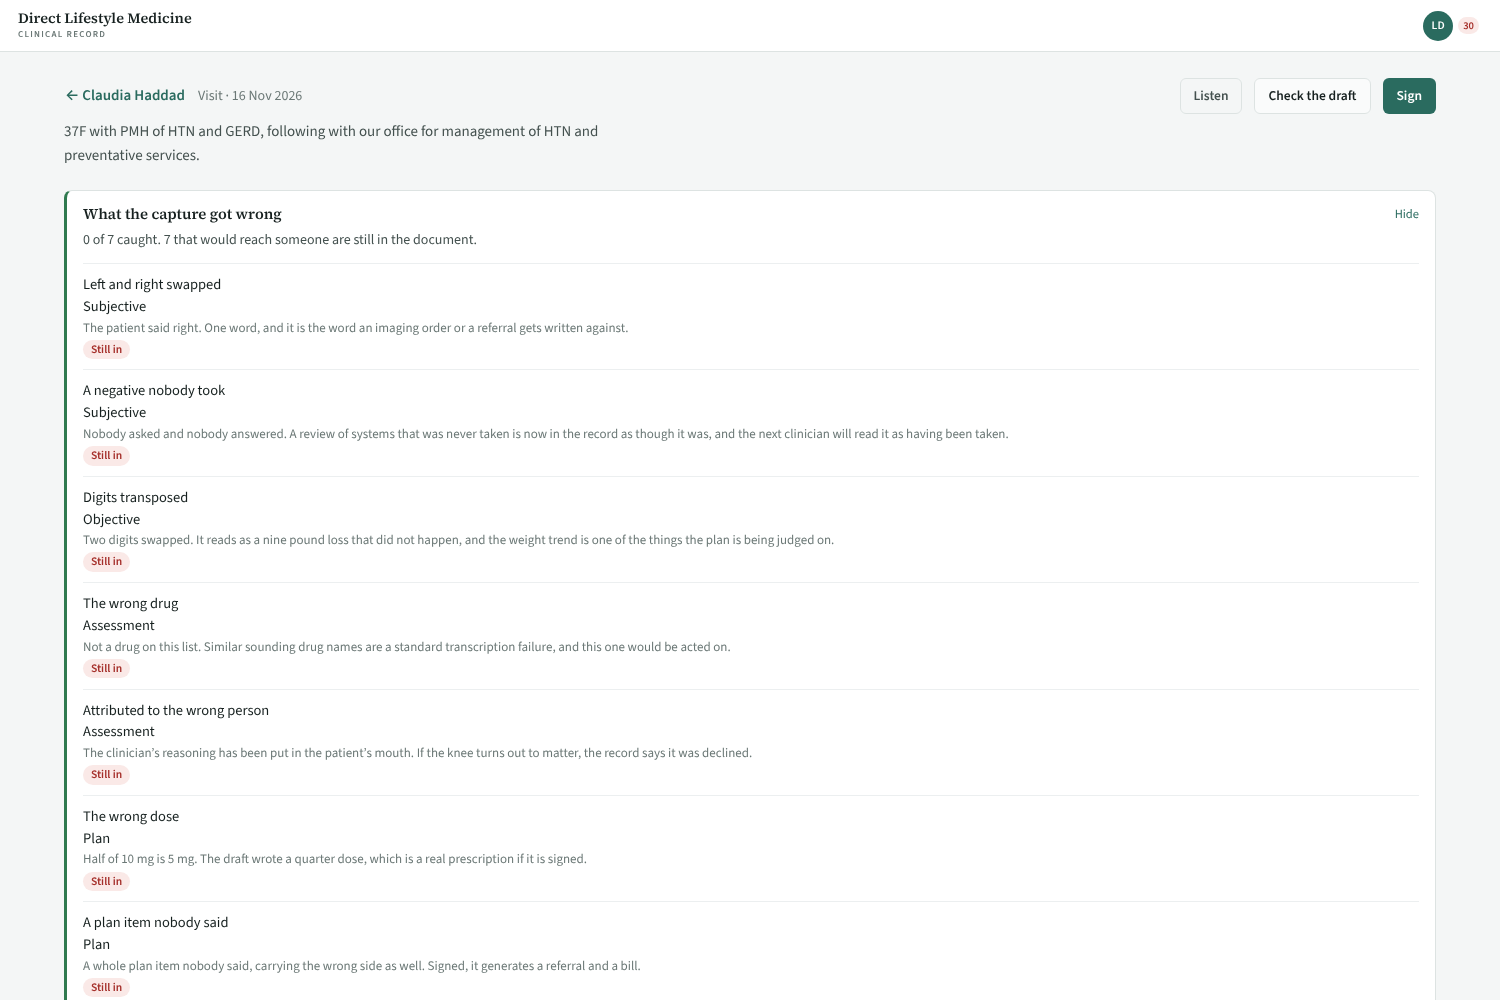 Direct Lifestyle Medicine
CLINICAL RECORD
LD 30
← Claudia Haddad Visit · 16 Nov 2026
Listen Check the draft Sign
37F with PMH of HTN and GERD, following with our office for management of HTN and
preventative services.
What the capture got wrong
Hide
0 of 7 caught. 7 that would reach someone are still in the document.
Left and right swapped
Subjective
The patient said right. One word, and it is the word an imaging order or a referral gets written against.
Still in
A negative nobody took
Subjective
Nobody asked and nobody answered. A review of systems that was never taken is now in the record as though it was, and the next clinician will read it as having been taken.
Still in
Digits transposed
Objective
Two digits swapped. It reads as a nine pound loss that did not happen, and the weight trend is one of the things the plan is being judged on.
Still in
The wrong drug
Assessment
Not a drug on this list. Similar sounding drug names are a standard transcription failure, and this one would be acted on.
Still in
Attributed to the wrong person
Assessment
The clinician’s reasoning has been put in the patient’s mouth. If the knee turns out to matter, the record says it was declined.
Still in
The wrong dose
Plan
Half of 10 mg is 5 mg. The draft wrote a quarter dose, which is a real prescription if it is signed.
Still in
A plan item nobody said
Plan
A whole plan item nobody said, carrying the wrong side as well. Signed, it generates a referral and a bill.
Still in